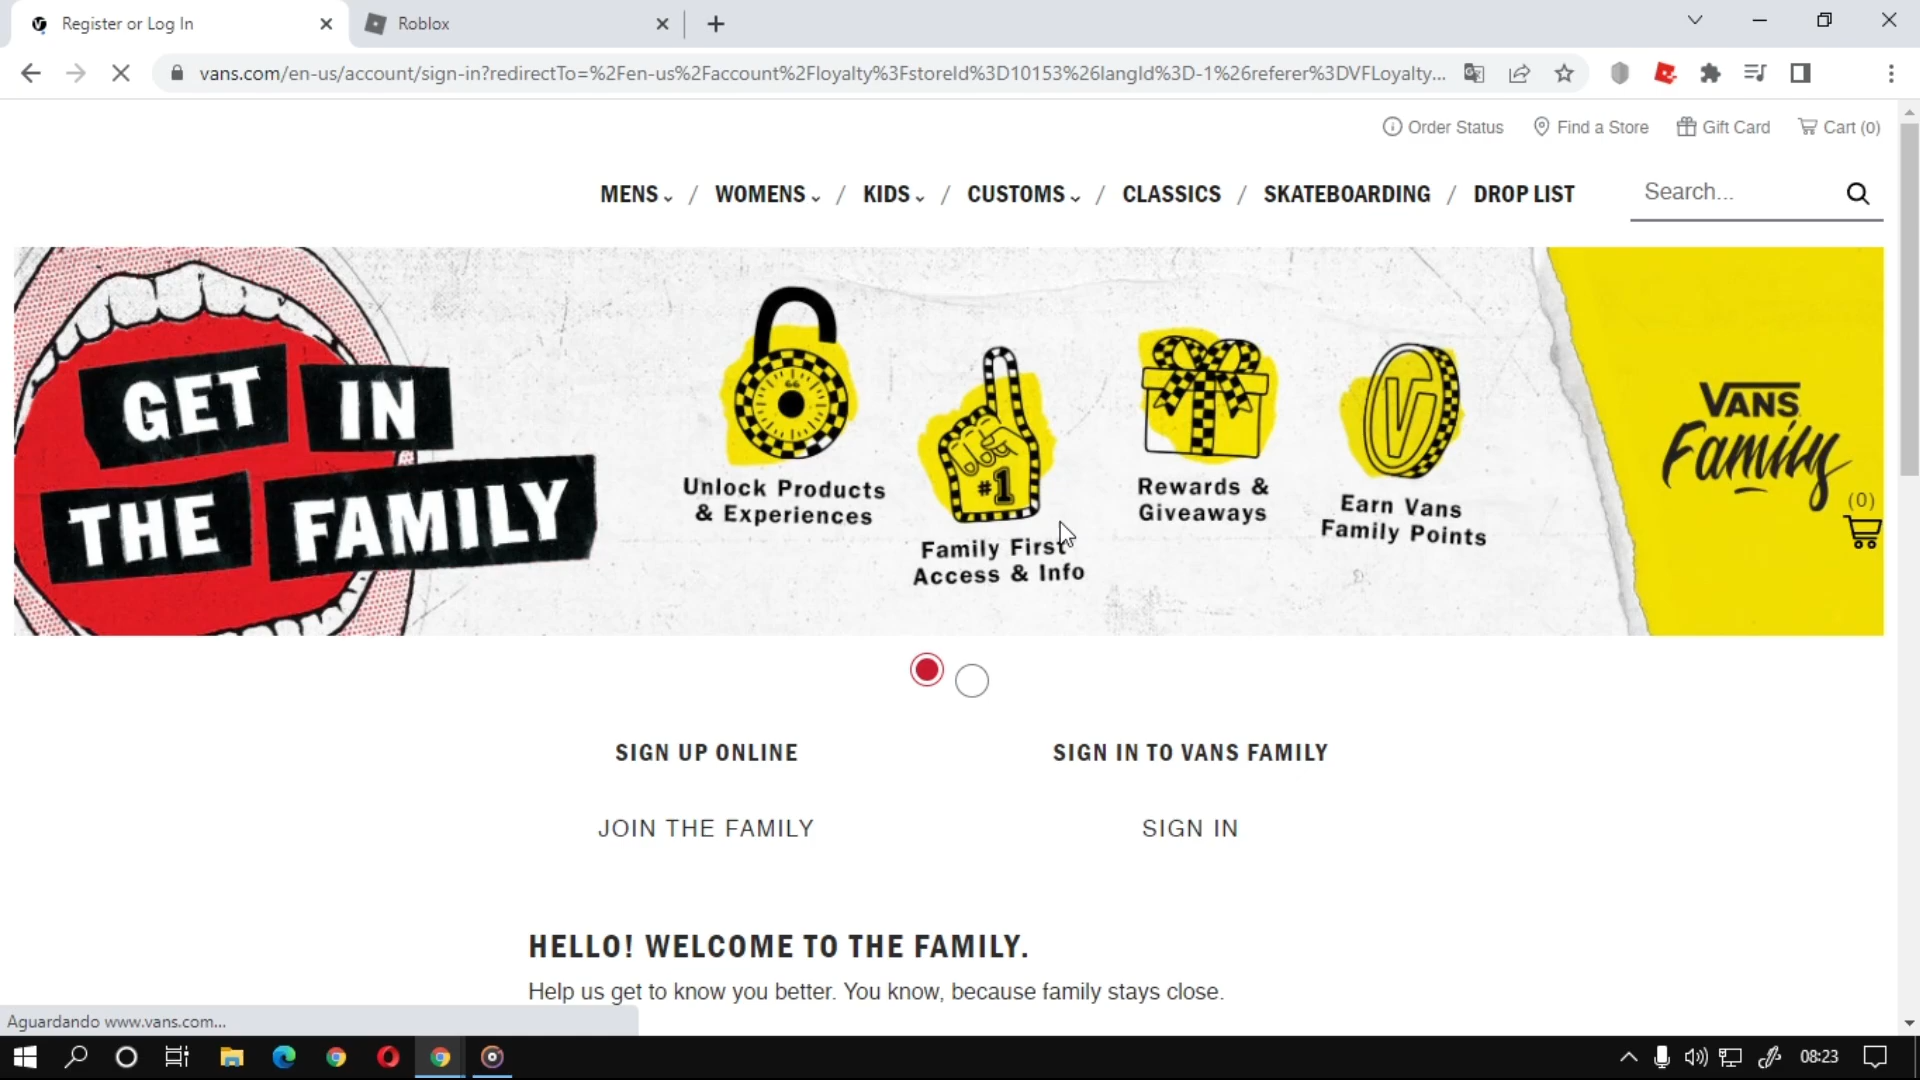 Register or Log In
Roblox
vans.com/en-us/account/sign-in?redirectTo=%2Fen-us%2Faccount%2Floyalty%3FstoreId%3D10153%26langId%3D-1%26referer%3DVFLoyalty...
Order Status
Find a Store
Gift Card
Cart (0)
MENS / WOMENS / KIDS / CUSTOMS / CLASSICS / SKATEBOARDING / DROP LIST
Search...
GET IN
THE FAMILY
66
Unlock Products
& Experiences
#1
Family First
Access & Info
Rewards &
Giveaways
V
Earn Vans
Family Points
VANS
Family
(0)
SIGN UP ONLINE
SIGN IN TO VANS FAMILY
JOIN THE FAMILY
SIGN IN
HELLO! WELCOME TO THE FAMILY.
Help us get to know you better. You know, because family stays close.
Aguardando www.vans.com...
08:23